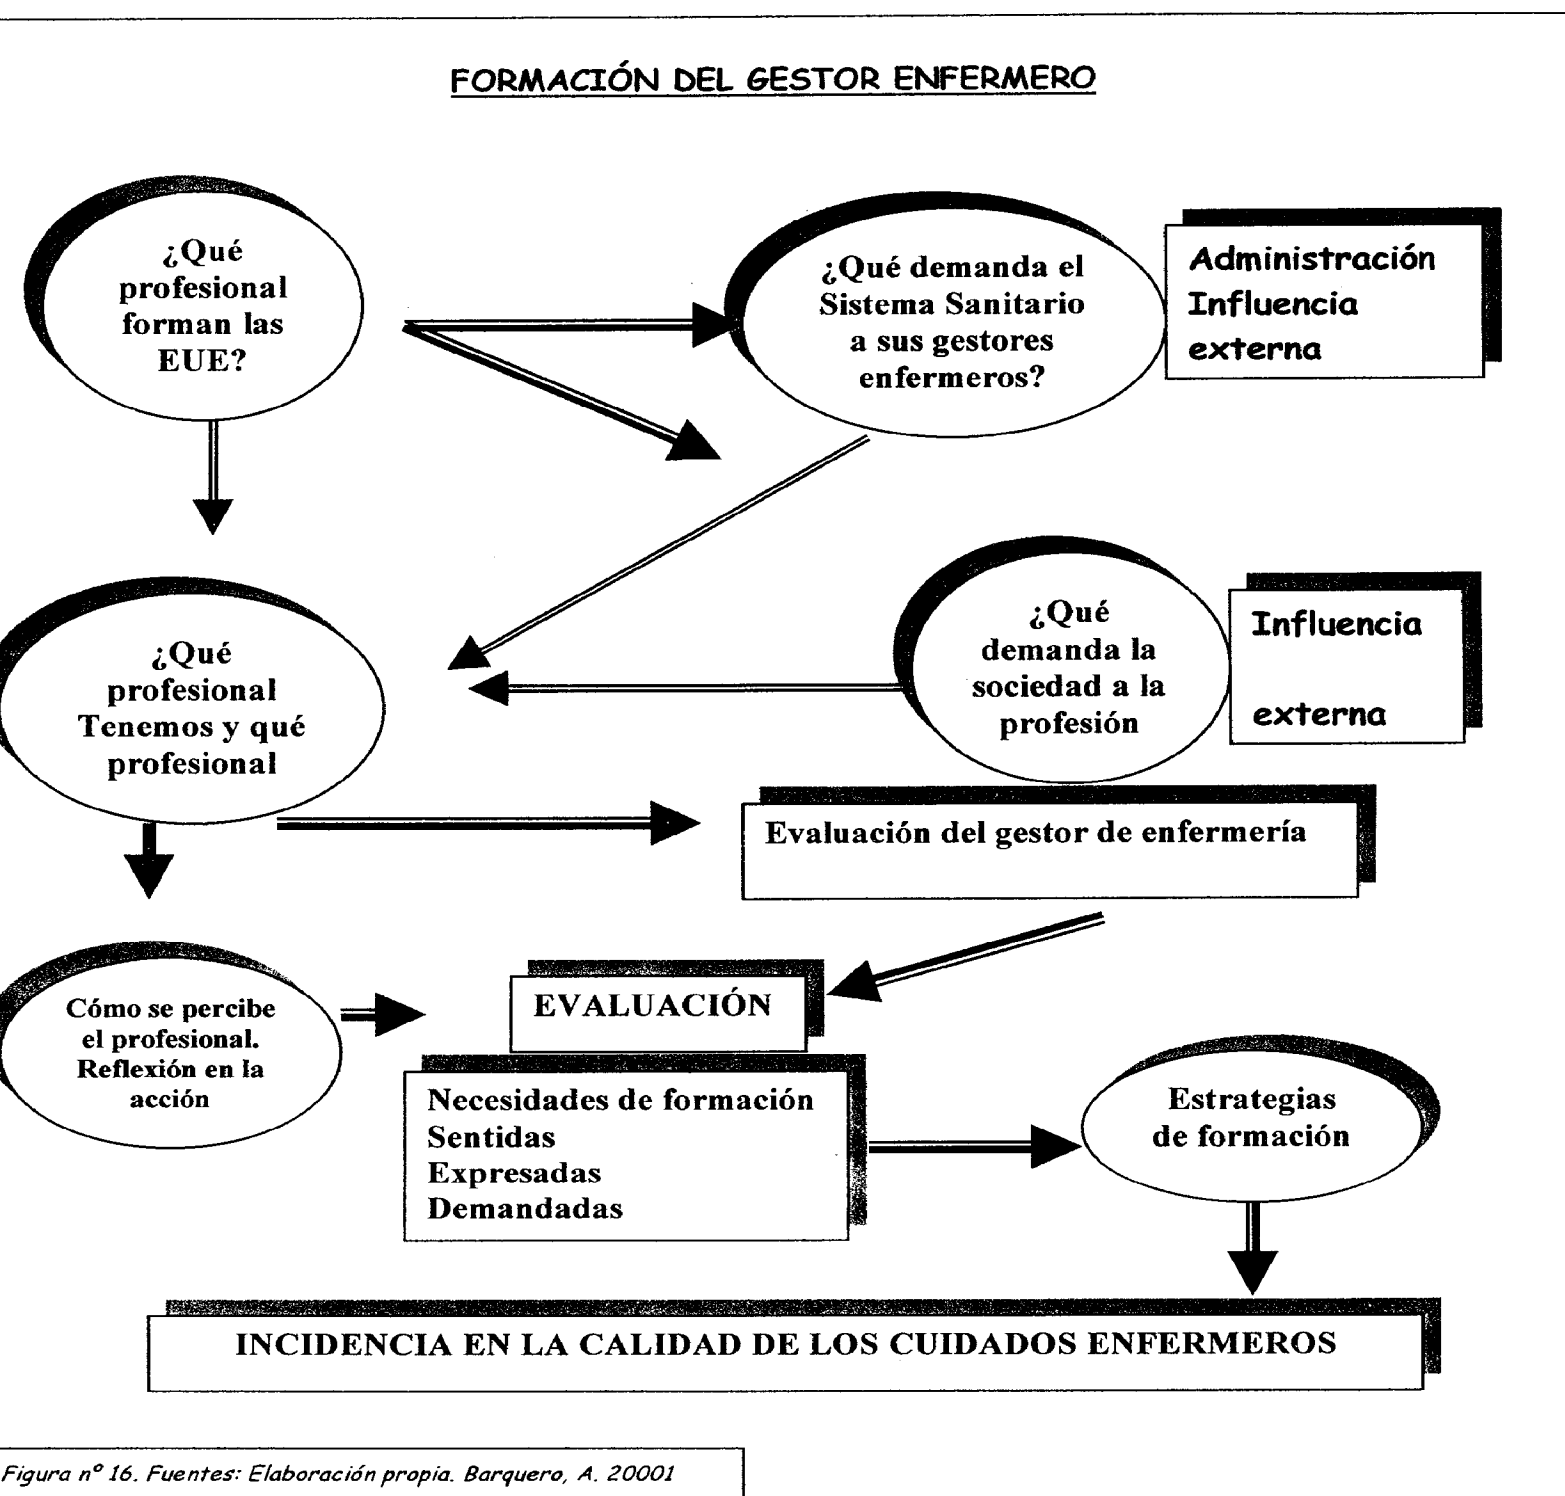 FORMACIÓN DEL GESTOR ENFERMERO
¿Qué
profesional
forman las
EUE?
¿Qué demanda el
Sistema Sanitario
a sus gestores
enfermeros?
Administración
Influencia
externa
¿Qué
profesional
Tenemos y qué
profesional
¿Qué
demanda la
sociedad a la
profesión
Influencia
externa
Evaluación del gestor de enfermería
Cómo se percibe
el profesional.
Reflexión en la
acción
EVALUACIÓN
Necesidades de formación
Sentidas
Expresadas
Demandadas
Estrategias
de formación
INCIDENCIA EN LA CALIDAD DE LOS CUIDADOS ENFERMEROS
Figura nº 16. Fuentes: Elaboración propia. Barquero, A. 20001